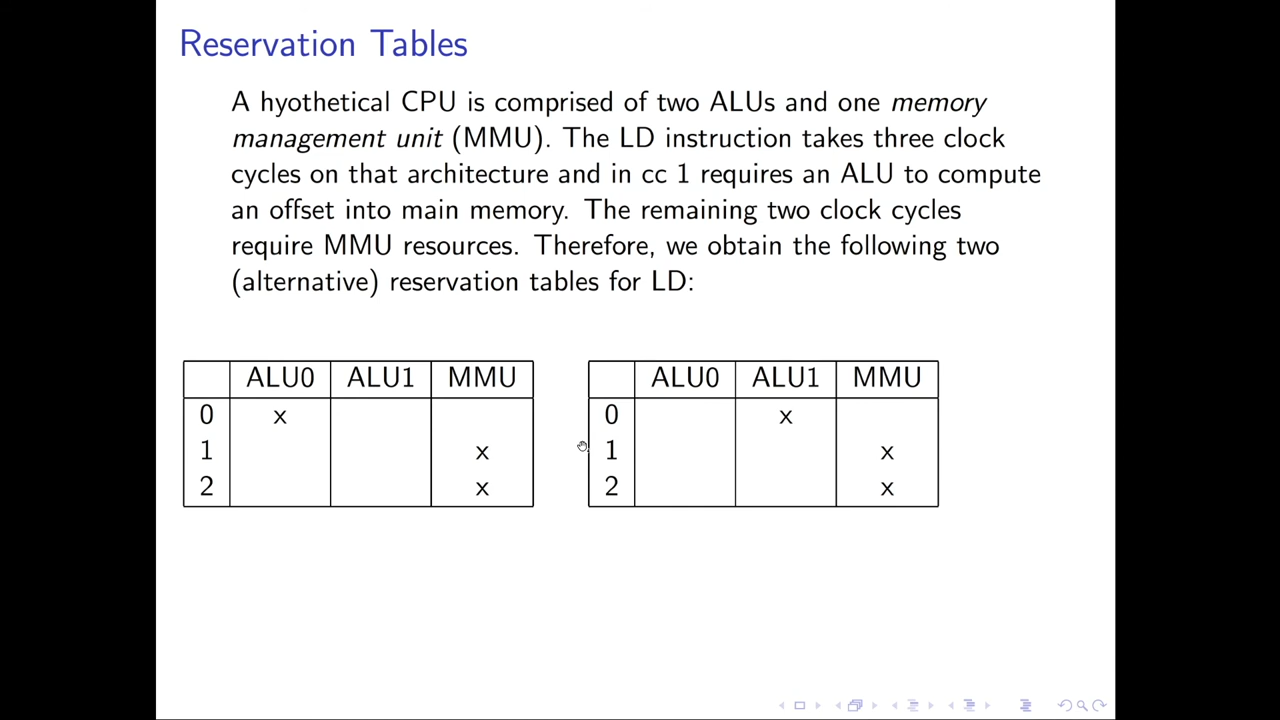 Reservation Tables
A hyothetical CPU is comprised of two ALUs and one memory
management unit (MMU). The LD instruction takes three clock
cycles on that architecture and in cc 1 requires an ALU to compute
an offset into main memory. The remaining two clock cycles
require MMU resources. Therefore, we obtain the following two
(alternative) reservation tables for LD:
ALU0 ALU1 MMU
0 x
1 x
2 x
ALU0 ALU1 MMU
0 x
1 x
2 x